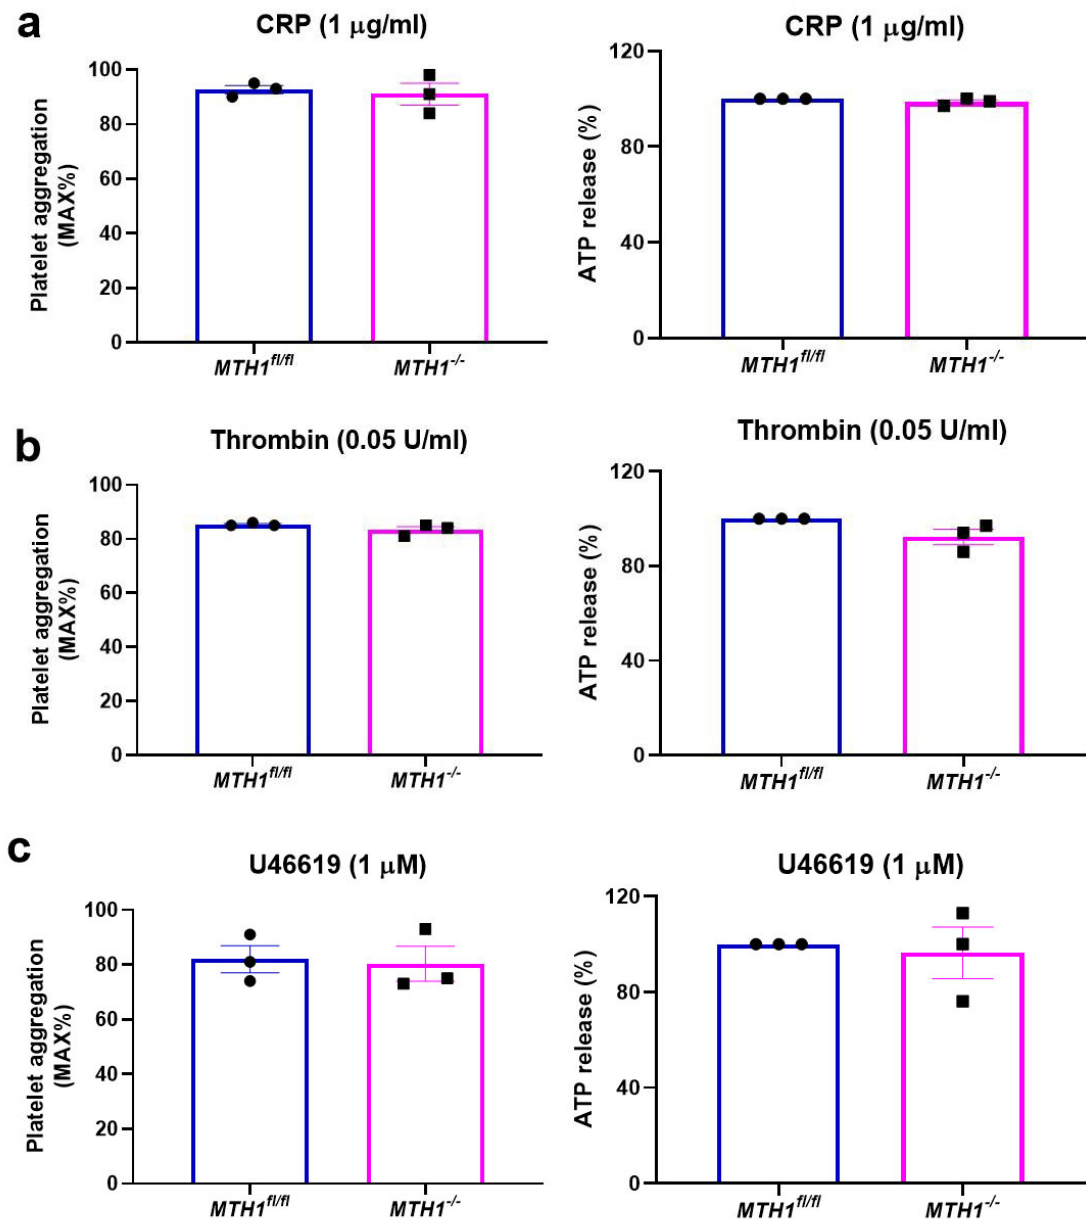 a
CRP (1 μg/ml)
Platelet aggregation
(MAX%)
100
80
60
40
20
0
MTH1fl/fl
MTH1-/-
CRP (1 μg/ml)
ATP release (%)
120
80
40
0
MTH1fl/fl
MTH1-/-
b
Thrombin (0.05 U/ml)
Platelet aggregation
(MAX%)
100
80
60
40
20
0
MTH1fl/fl
MTH1-/-
Thrombin (0.05 U/ml)
ATP release (%)
120
80
40
0
MTH1fl/fl
MTH1-/-
c
U46619 (1 μM)
Platelet aggregation
(MAX%)
100
80
60
40
20
0
MTH1fl/fl
MTH1-/-
U46619 (1 μM)
ATP release (%)
120
80
40
0
MTH1fl/fl
MTH1-/-